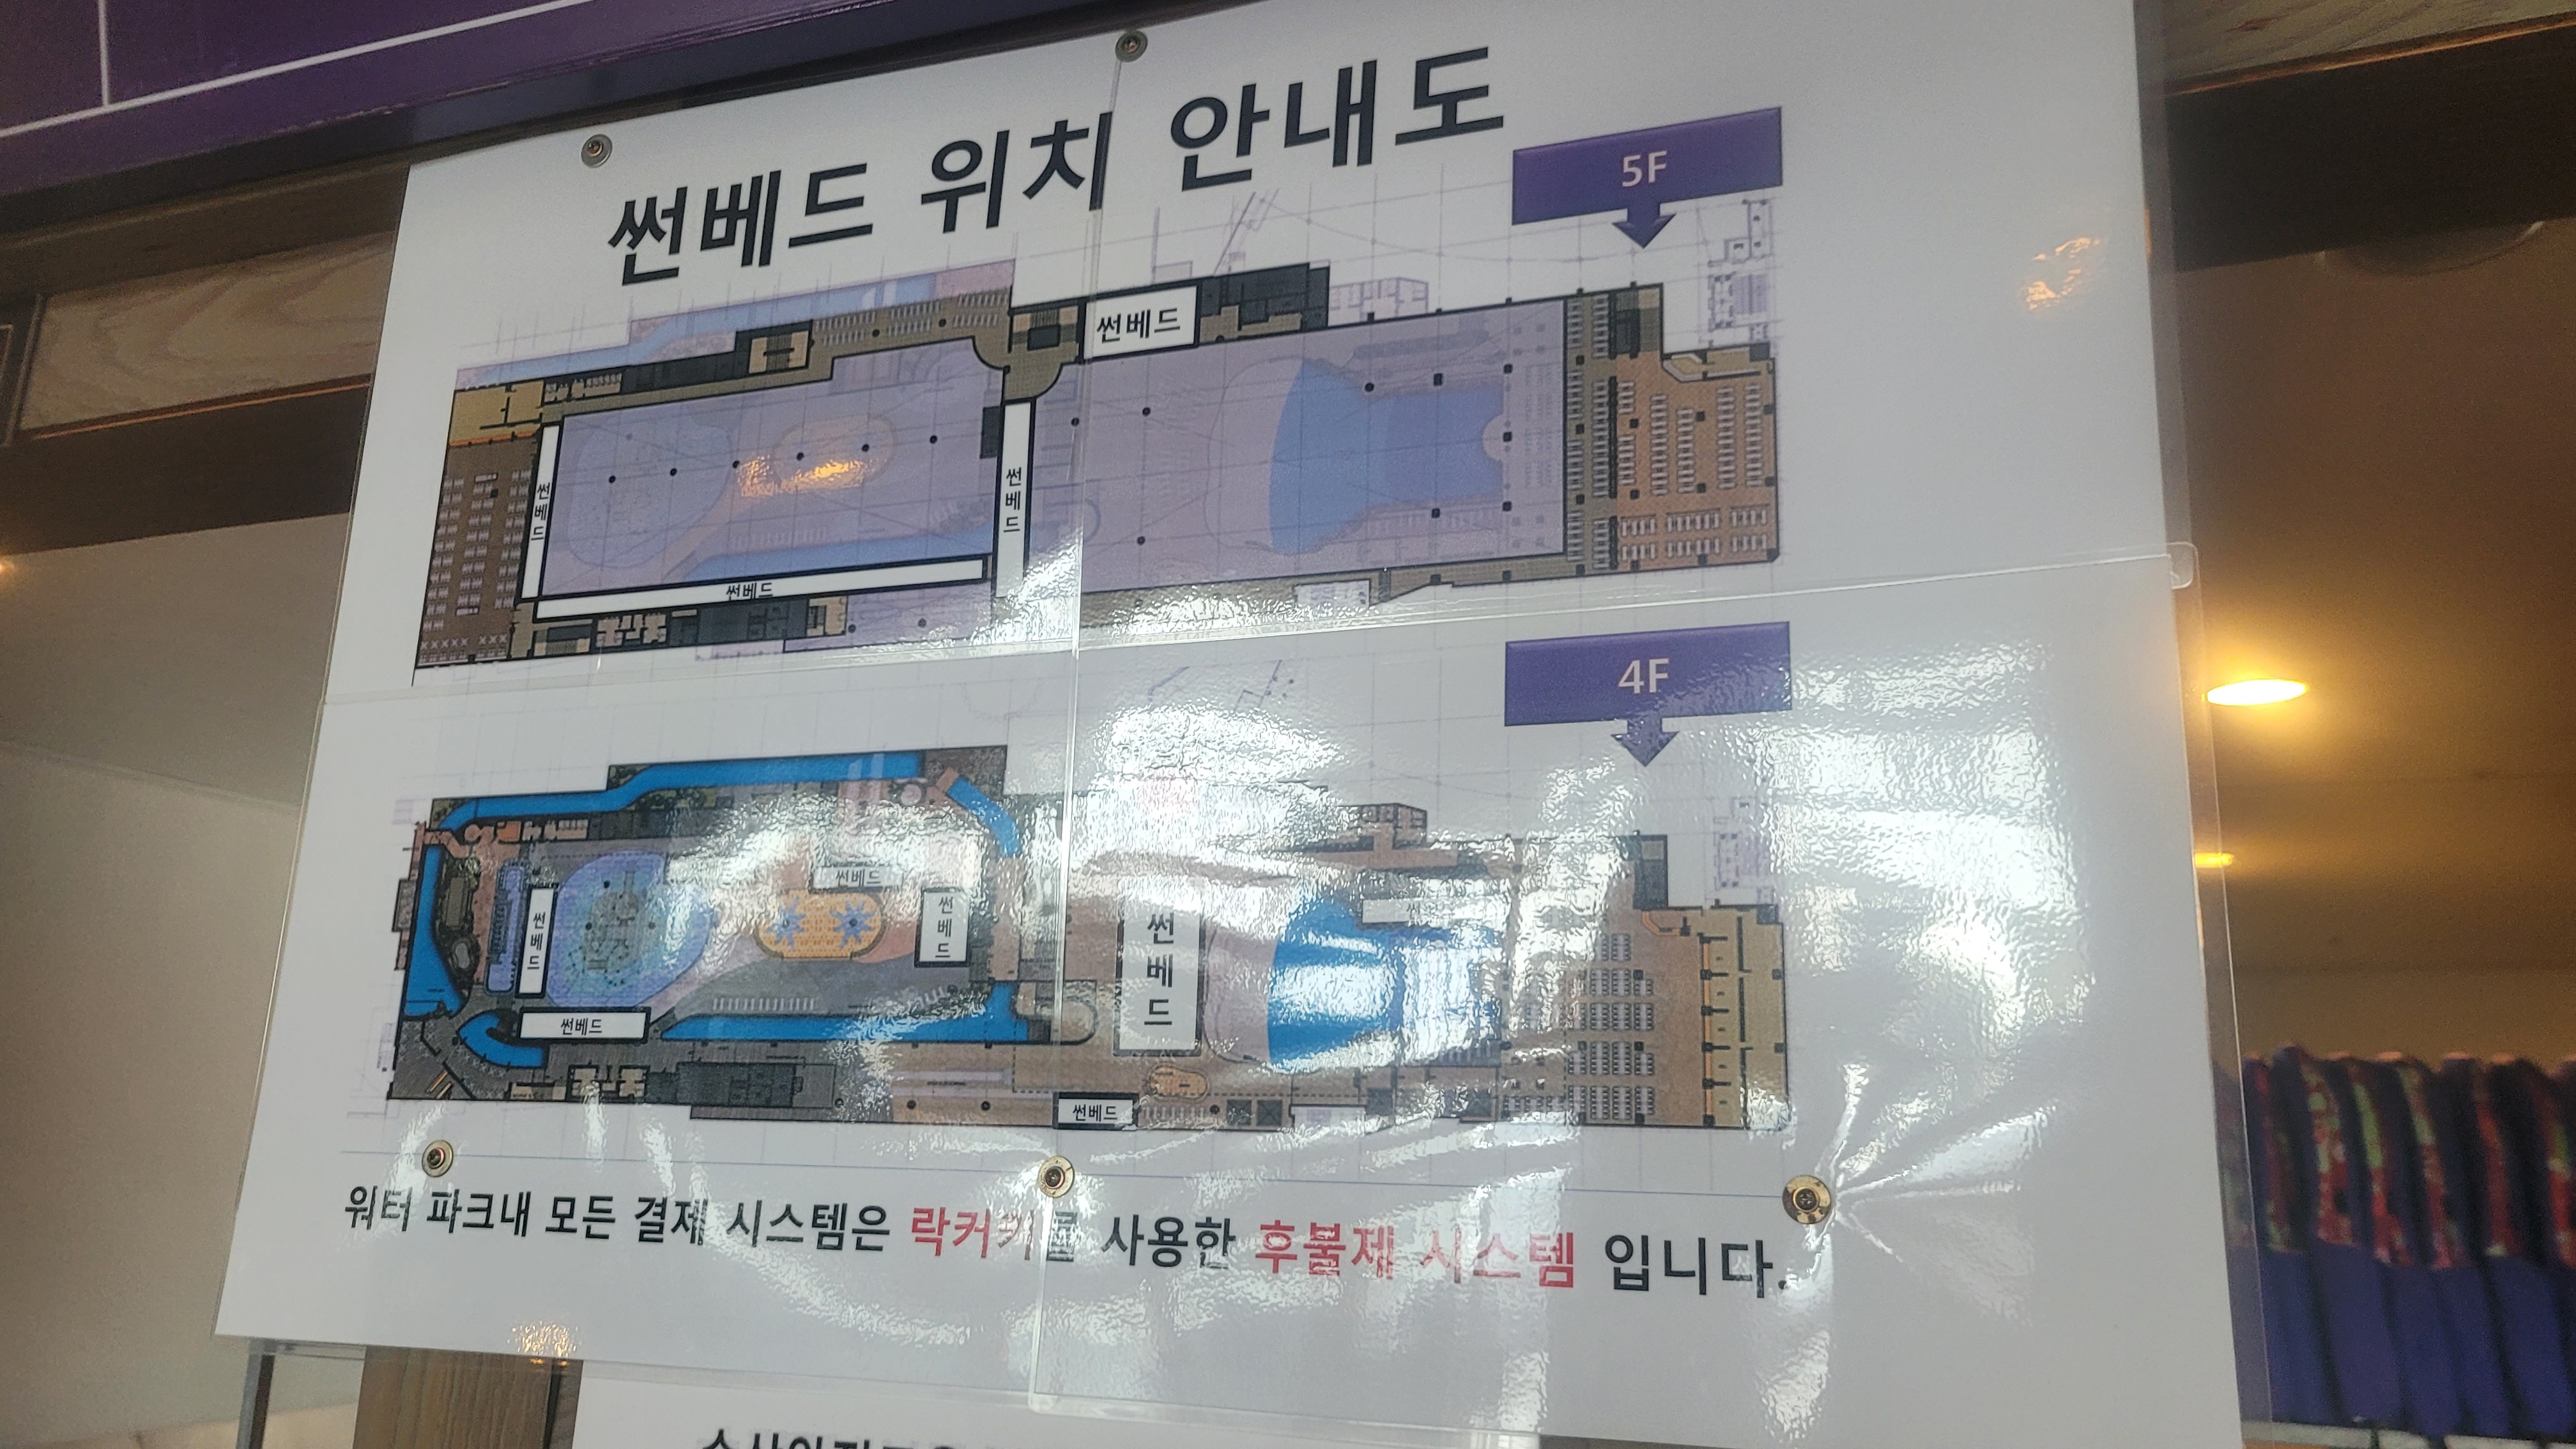 썬베드 위치 안내도
5F
썬베드
썬베드
썬베드
썬베드
4F
썬베드
썬베드
썬베드
썬베드
썬베드
썬베드
워터 파크내 모든 결제 시스템은 락커키를 사용한 후불제 시스템 입니다.